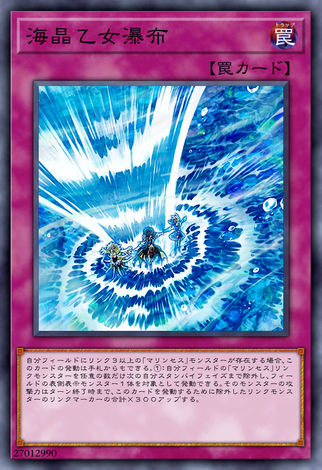 海晶乙女瀑布
トラップ
罠
【罠カード】
自分フィールドにリンク3以上の「マリンセス」モンスターが存在する場合、こ
のカードの発動は手札からもできる。①：自分フィールドの「マリンセス」リ
ンクモンスターを任意の数だけ次の自分スタンバイフェイズまで除外し、フィ
ールドの表側表示モンスター１体を対象として発動できる。そのモンスターの攻
撃力はターン終了時まで、このカードを発動するために除外したリンクモンス
ターのリンクマーカーの合計×３００アップする。
27012990